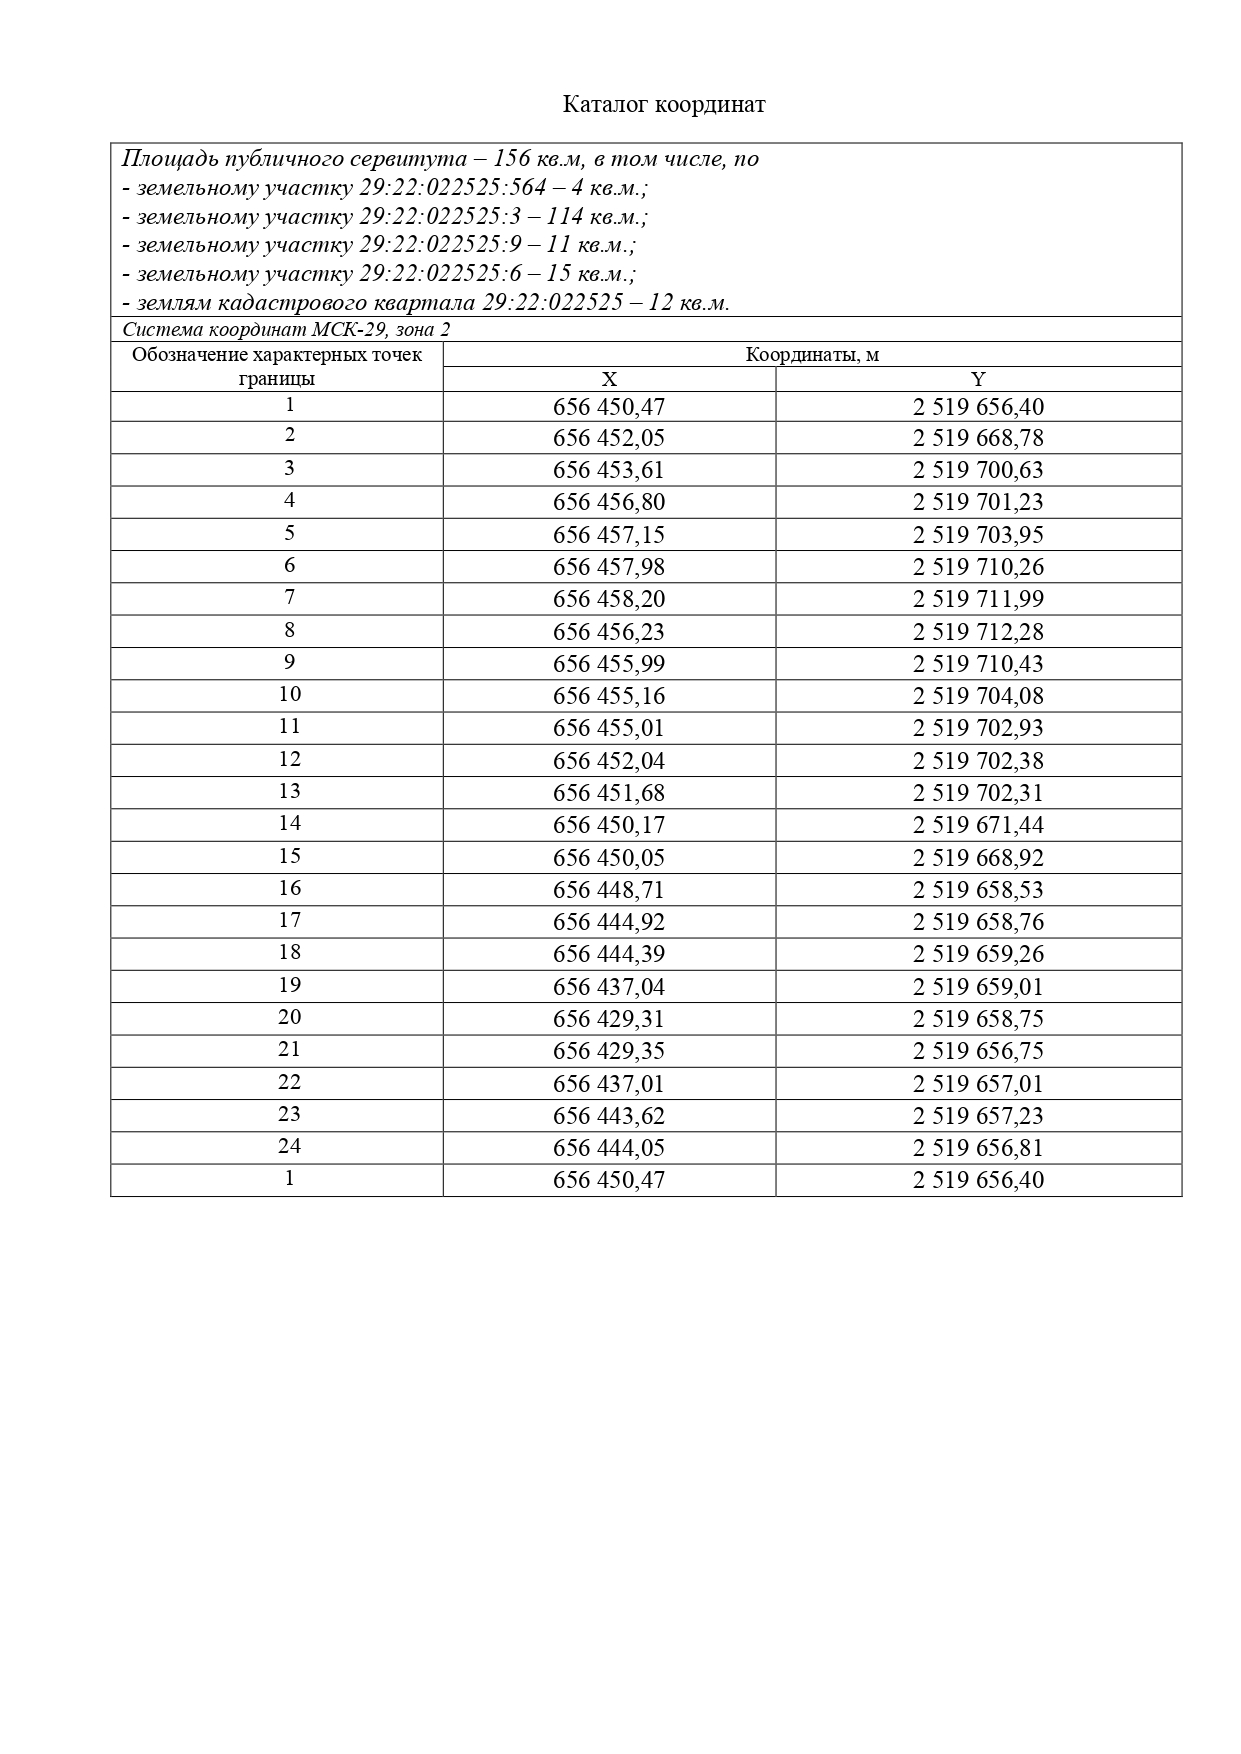 Каталог координат
Площадь публичного сервитута – 156 кв.м, в том числе, по
- земельному участку 29:22:022525:564 – 4 кв.м.;
- земельному участку 29:22:022525:3 – 114 кв.м.;
- земельному участку 29:22:022525:9 – 11 кв.м.;
- земельному участку 29:22:022525:6 – 15 кв.м.;
- землям кадастрового квартала 29:22:022525 – 12 кв.м.
Система координат МСК-29, зона 2
Обозначение характерных точек границы Координаты, м
X Y
1 656 450,47 2 519 656,40
2 656 452,05 2 519 668,78
3 656 453,61 2 519 700,63
4 656 456,80 2 519 701,23
5 656 457,15 2 519 703,95
6 656 457,98 2 519 710,26
7 656 458,20 2 519 711,99
8 656 456,23 2 519 712,28
9 656 455,99 2 519 710,43
10 656 455,16 2 519 704,08
11 656 455,01 2 519 702,93
12 656 452,04 2 519 702,38
13 656 451,68 2 519 702,31
14 656 450,17 2 519 671,44
15 656 450,05 2 519 668,92
16 656 448,71 2 519 658,53
17 656 444,92 2 519 658,76
18 656 444,39 2 519 659,26
19 656 437,04 2 519 659,01
20 656 429,31 2 519 658,75
21 656 429,35 2 519 656,75
22 656 437,01 2 519 657,01
23 656 443,62 2 519 657,23
24 656 444,05 2 519 656,81
1 656 450,47 2 519 656,40